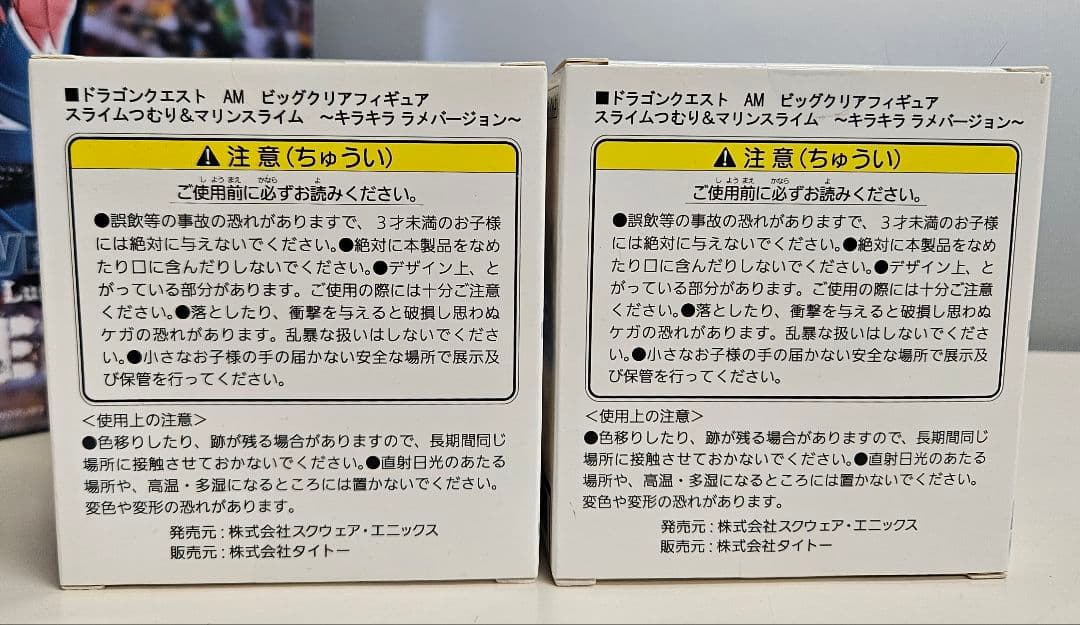 ■ドラゴンクエスト　AM　ビッグクリアフィギュア
スライムつむり＆マリンスライム　～キラキラ ラメバージョン～
注意(ちゅうい)
しようまえ　かなら　よ
ご使用前に必ずお読みください。
●誤飲等の事故の恐れがありますで、３才未満のお子様
には絶対に与えないでください。●絶対に本製品をなめ
たり口に含んだりしないでください。●デザイン上、と
がっている部分があります。ご使用の際には十分ご注意
ください。●落としたり、衝撃を与えると破損し思わぬ
ケガの恐れがあります。乱暴な扱いはしないでくださ
い。●小さなお子様の手の届かない安全な場所で展示及
び保管を行ってください。
＜使用上の注意＞
●色移りしたり、跡が残る場合がありますので、長期間同じ
場所に接触させておかないでください。●直射日光のあたる
場所や、高温・多湿になるところには置かないでください。
変色や変形の恐れがあります。
発売元：株式会社スクウェア・エニックス
販売元：株式会社タイトー
■ドラゴンクエスト　AM　ビッグクリアフィギュア
スライムつむり＆マリンスライム　～キラキラ ラメバージョン～
注意(ちゅうい)
しようまえ　かなら　よ
ご使用前に必ずお読みください。
●誤飲等の事故の恐れがありますで、３才未満のお子様
には絶対に与えないでください。●絶対に本製品をなめ
たり口に含んだりしないでください。●デザイン上、と
がっている部分があります。ご使用の際には十分ご注意
ください。●落としたり、衝撃を与えると破損し思わぬ
ケガの恐れがあります。乱暴な扱いはしないでくださ
い。●小さなお子様の手の届かない安全な場所で展示及
び保管を行ってください。
＜使用上の注意＞
●色移りしたり、跡が残る場合がありますので、長期間同じ
場所に接触させておかないでください。●直射日光のあたる
場所や、高温・多湿になるところには置かないでください。
変色や変形の恐れがあります。
発売元：株式会社スクウェア・エニックス
販売元：株式会社タイトー